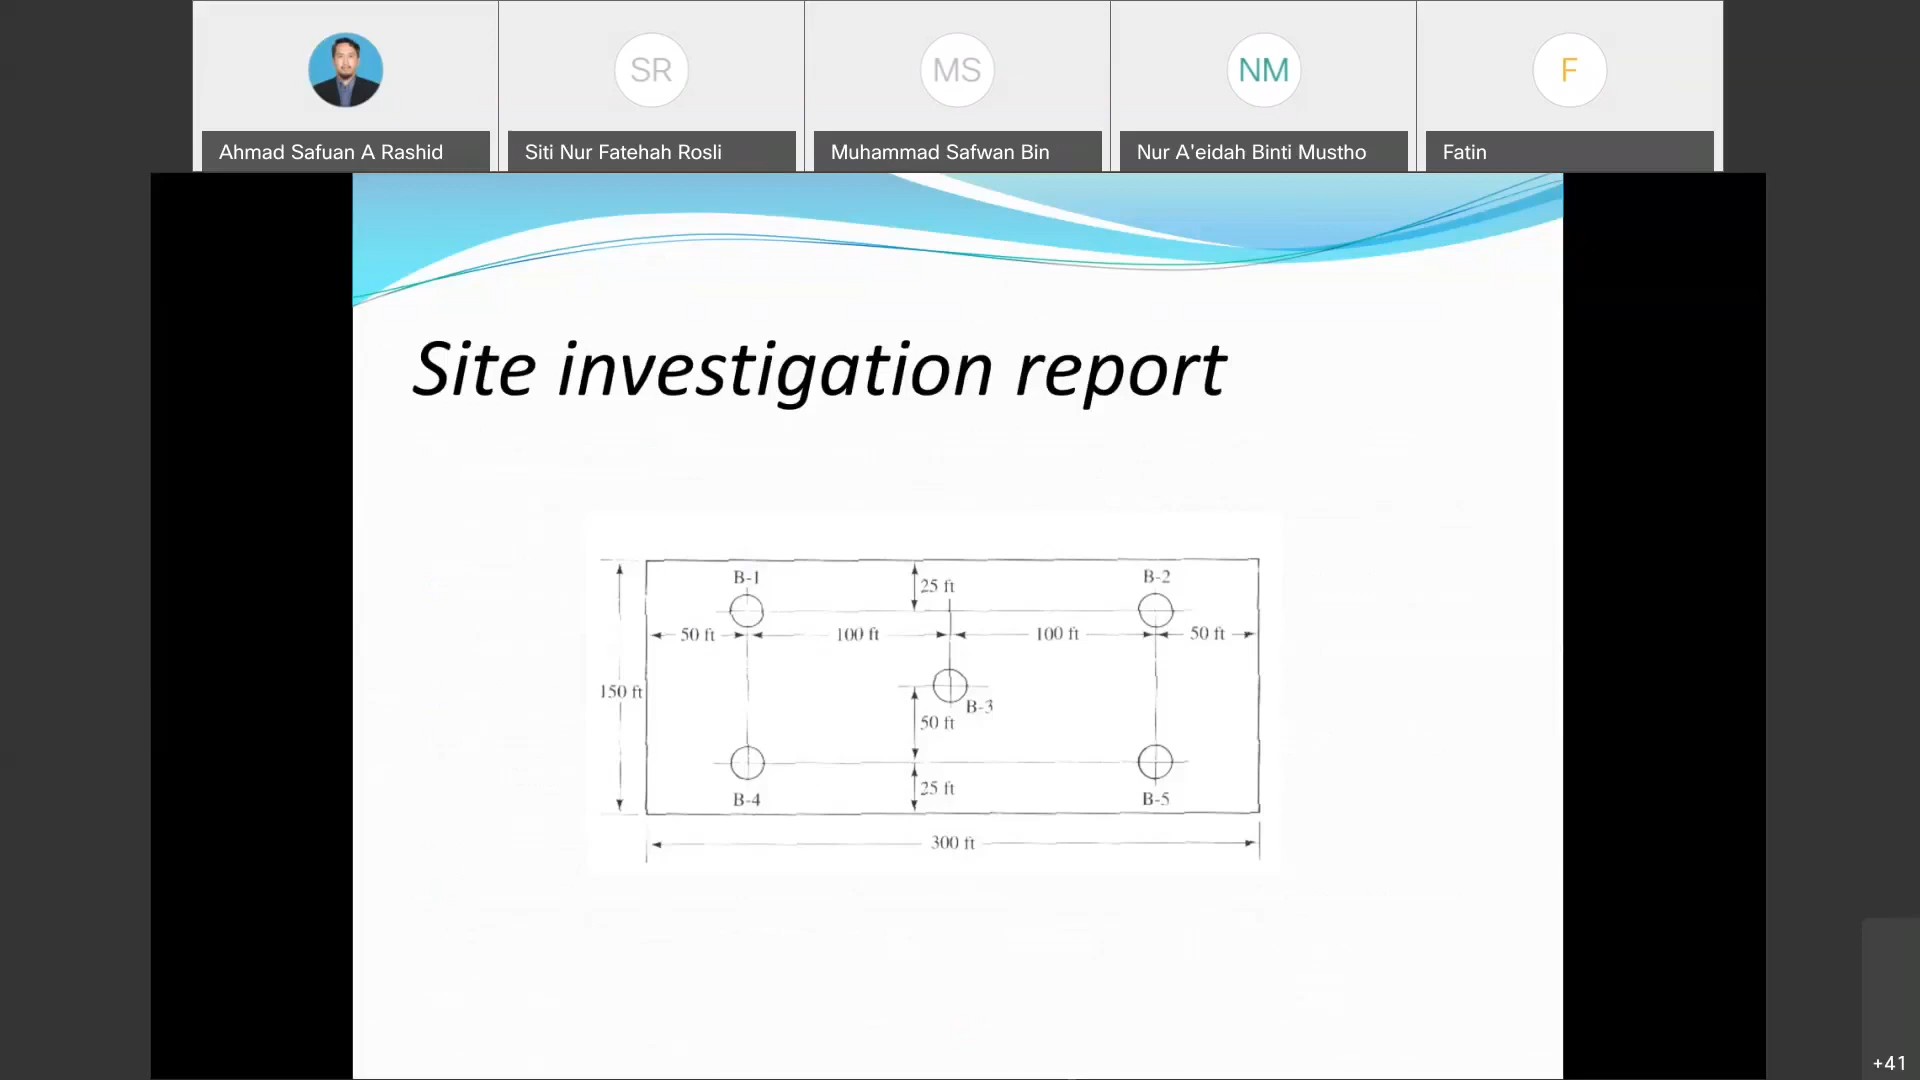 SR
MS
NM
F
Ahmad Safuan A Rashid
Siti Nur Fatehah Rosli
Muhammad Safwan Bin
Nur A'eidah Binti Mustho
Fatin
Site investigation report
B-1
25 ft
B-2
50 ft
100 ft
100 ft
50 ft
150 ft
B-3
50 ft
B-4
25 ft
B-5
300 ft
+41